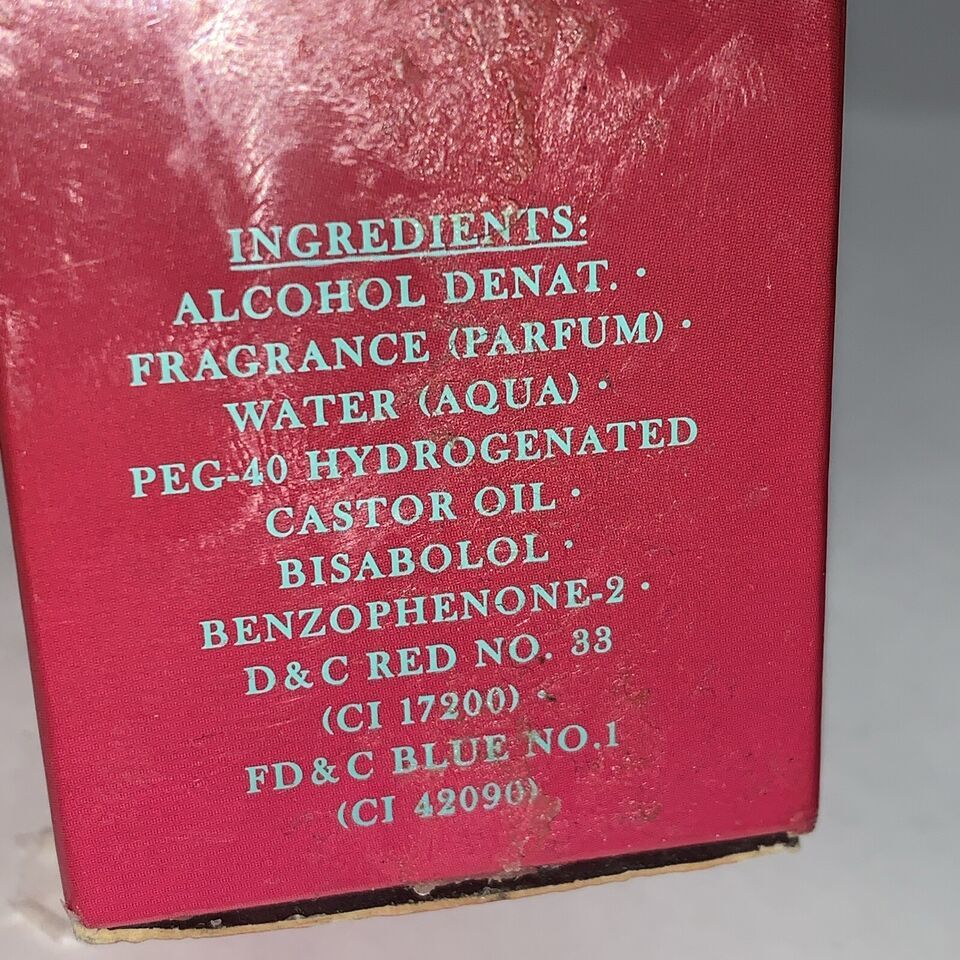 INGREDIENTS:
ALCOHOL DENAT. •
FRAGRANCE (PARFUM) •
WATER (AQUA) •
PEG-40 HYDROGENATED
CASTOR OIL •
BISABOLOL •
BENZOPHENONE-2 •
D&C RED NO. 33
(CI 17200) •
FD&C BLUE NO.1
(CI 42090)